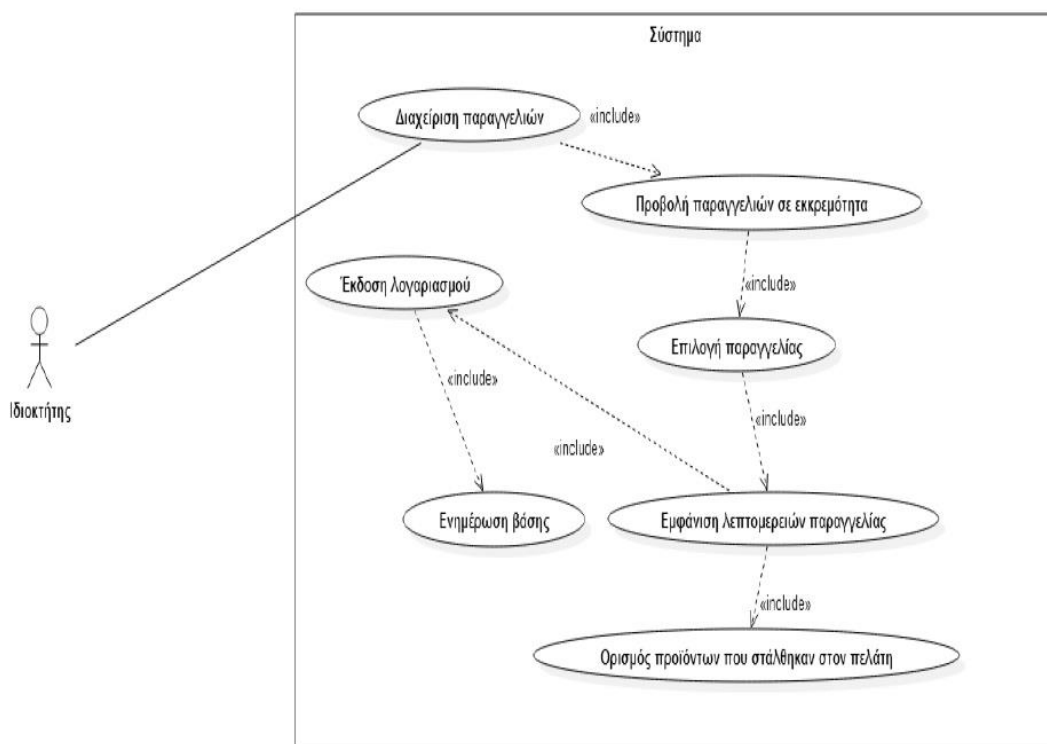 Σύστημα
Διαχείριση παραγγελιών
«include»
Προβολή παραγγελιών σε εκκρεμότητα
Έκδοση λογαριασμού
«include»
Επιλογή παραγγελίας
«include»
Ιδιοκτήτης
«include»
«include»
Ενημέρωση βάσης
Εμφάνιση λεπτομερειών παραγγελίας
«include»
Ορισμός προϊόντων που στάλθηκαν στον πελάτη